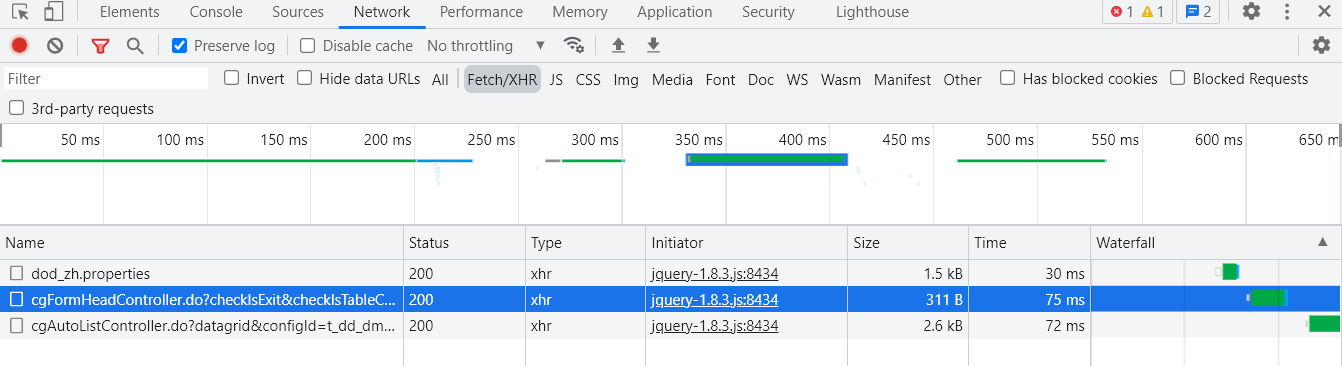 Elements Console Sources Network Performance Memory Application Security Lighthouse 1 1 2
Preserve log Disable cache No throttling
Filter Invert Hide data URLs All Fetch/XHR JS CSS Img Media Font Doc WS Wasm Manifest Other Has blocked cookies Blocked Requests
3rd-party requests
50 ms 100 ms 150 ms 200 ms 250 ms 300 ms 350 ms 400 ms 450 ms 500 ms 550 ms 600 ms 650 m
Name Status Type Initiator Size Time Waterfall
dod_zh.properties 200 xhr jquery-1.8.3.js:8434 1.5 kB 30 ms
cgFormHeadController.do?checkIsExit&checkIsTableC... 200 xhr jquery-1.8.3.js:8434 311 B 75 ms
cgAutoListController.do?datagrid&configId=t_dd_dm... 200 xhr jquery-1.8.3.js:8434 2.6 kB 72 ms